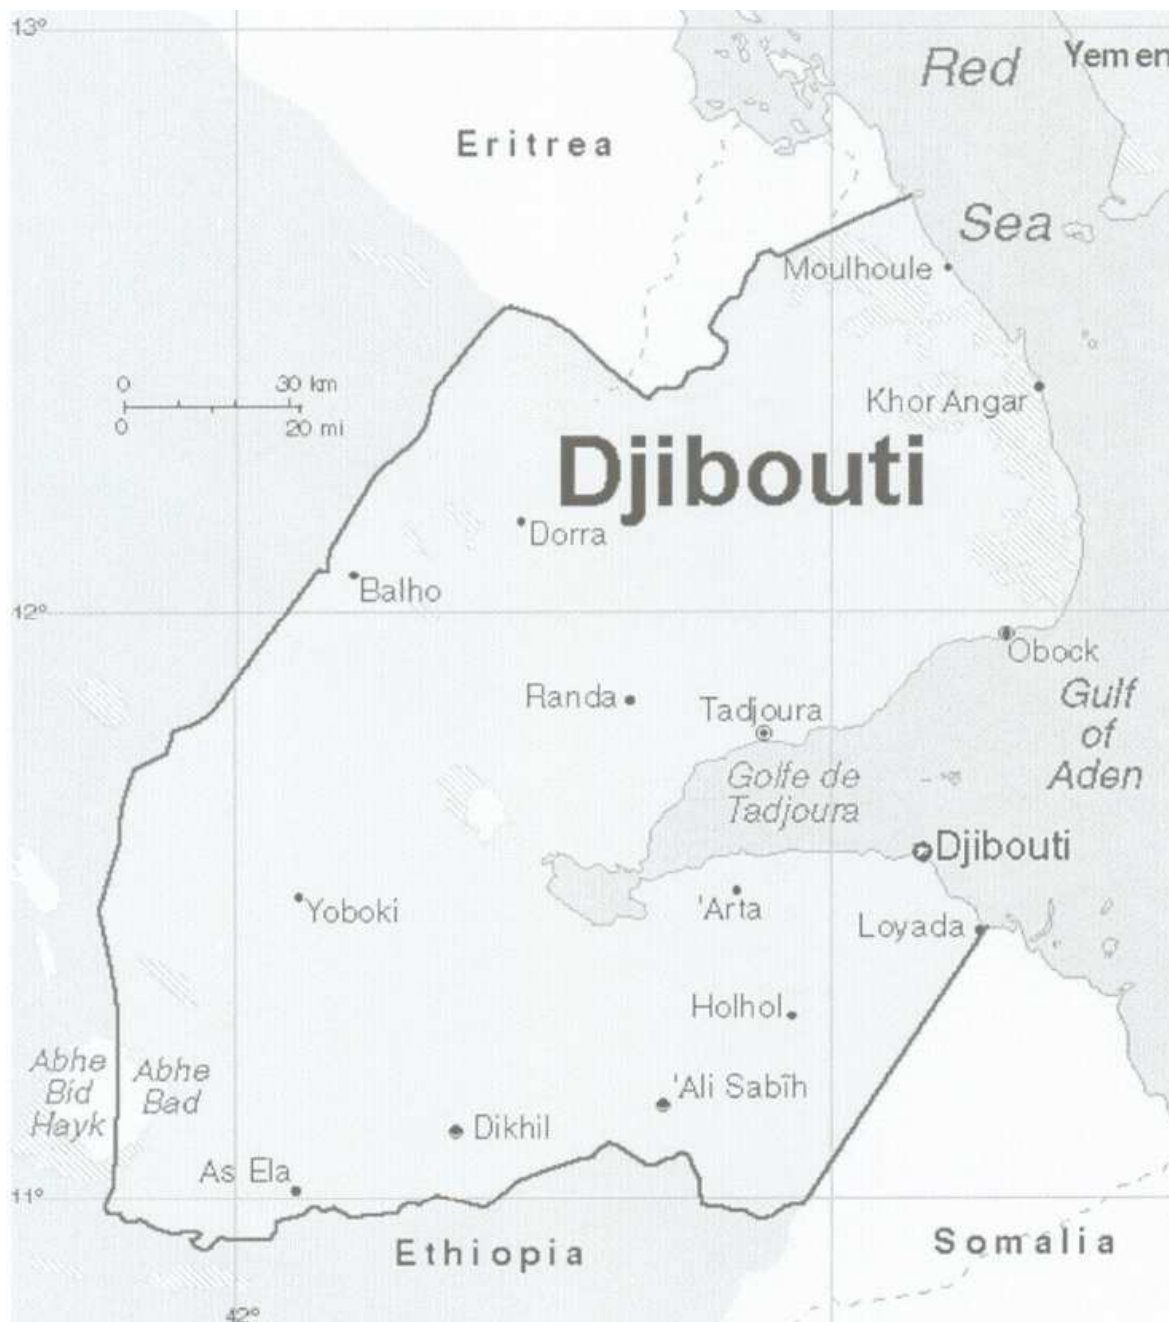 13°
Red
Yemen
Eritrea
Sea
Moulhoule
0 30 km
0 20 mi
Khor Angar
Djibouti
Dorra
Balho
12°
Obock
Randa
Tadjoura
Gulf
of
Aden
Golfe de
Tadjoura
Djibouti
Yoboki
'Arta
Loyada
Holhol
Abhe
Bid
Hayk
Abhe
Bad
'Ali Sabîh
Dikhil
As Ela
11°
Ethiopia
Somalia
42°